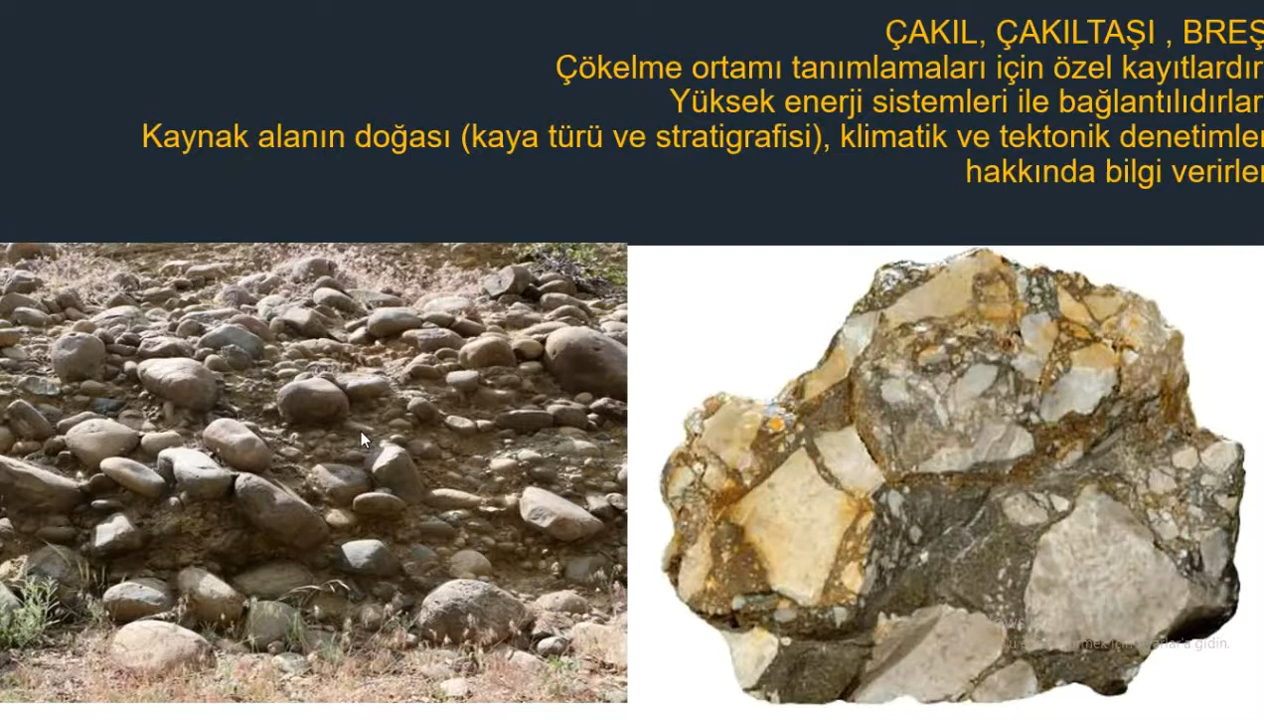 ÇAKIL, ÇAKILTAŞI , BREŞ
Çökelme ortamı tanımlamaları için özel kayıtlardır
Yüksek enerji sistemleri ile bağlantılıdırlar
Kaynak alanın doğası (kaya türü ve stratigrafisi), klimatik ve tektonik denetimler
hakkında bilgi verirler
gidin.